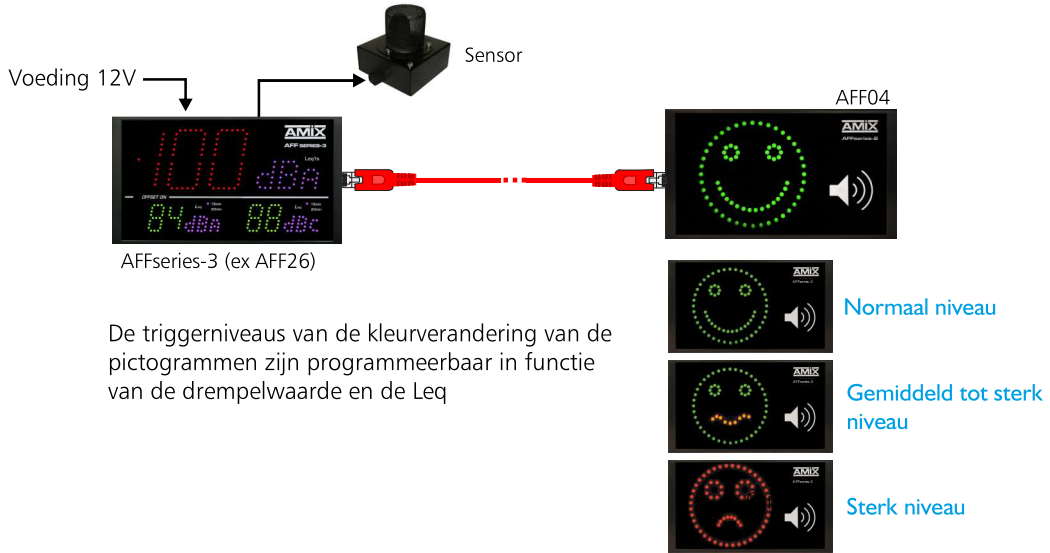 Sensor
Voeding 12V
AFF04
100 dBA
AMIX
AFF SERIES-3
Leq1s
OFFSET ON
84 dBA
Leq
88 dBC
Leq
AMIX
AFFseries-3 (ex AFF26)
De triggerniveaus van de kleurverandering van de
pictogrammen zijn programmeerbaar in functie
van de drempelwaarde en de Leq
AMIX
Normaal niveau
AMIX
Gemiddeld tot sterk
niveau
AMIX
Sterk niveau